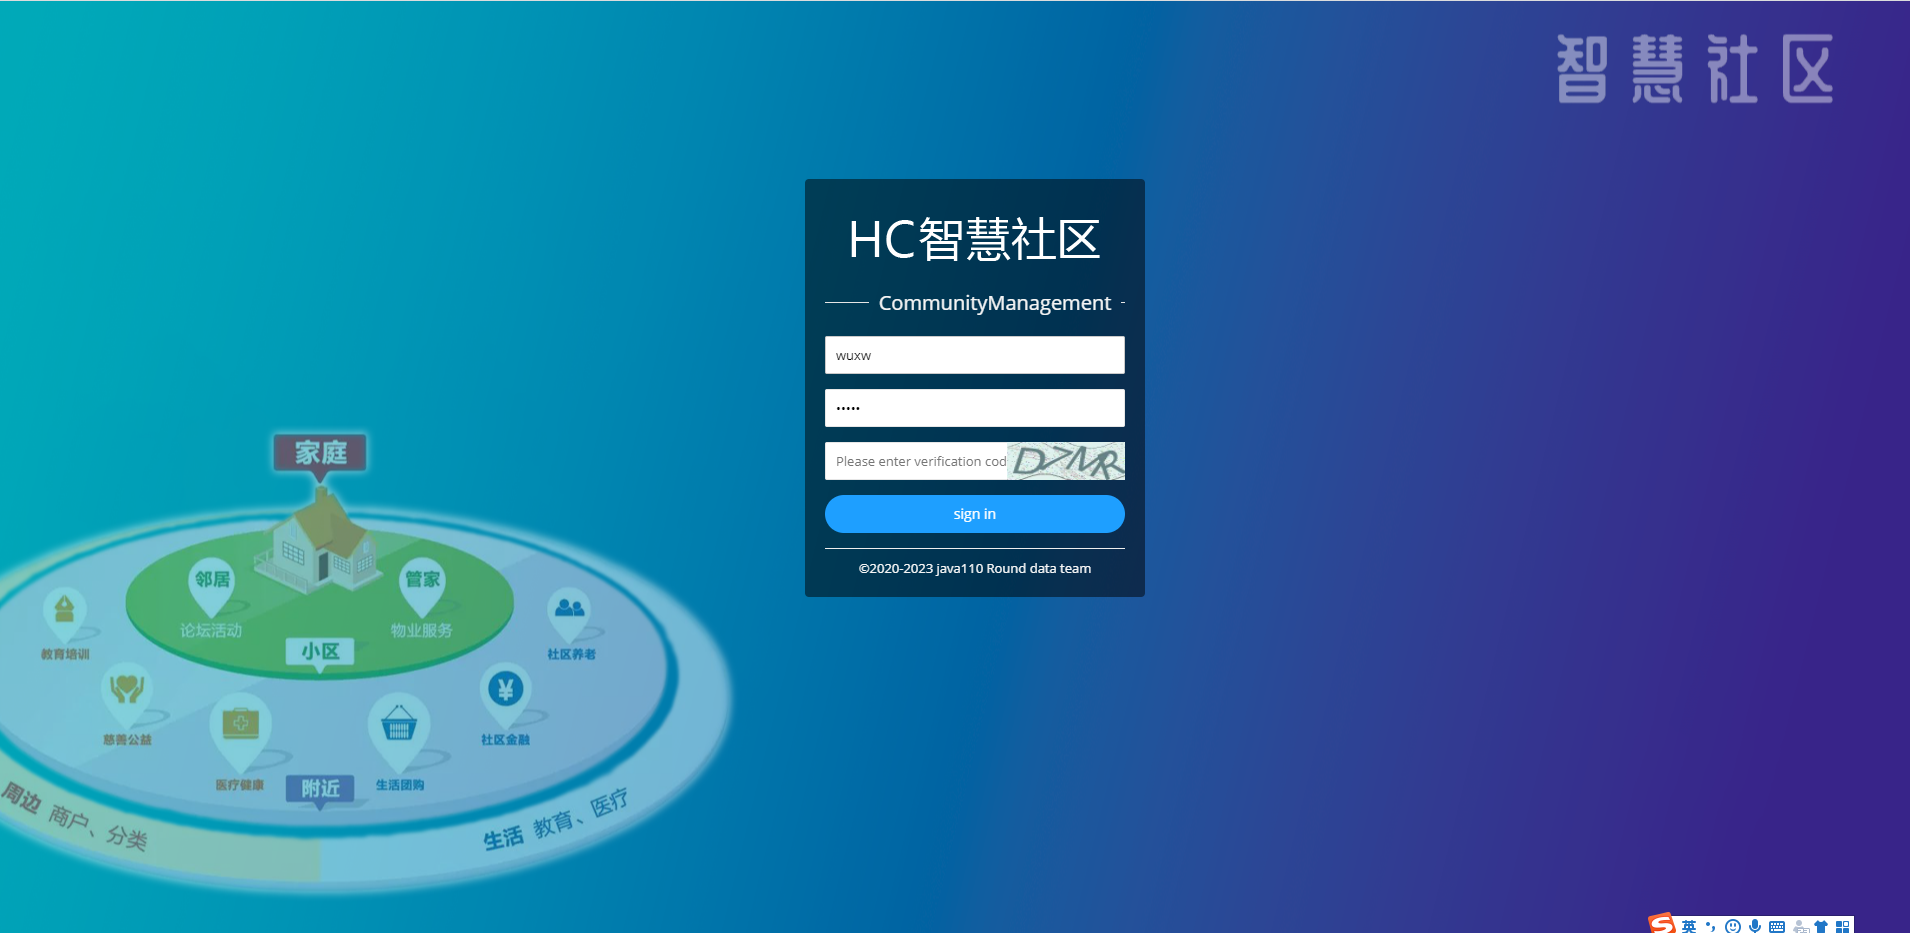 智慧社区
HC智慧社区
CommunityManagement
wuxw
•••••
Please enter verification cod
D7MR
sign in
©2020-2023 java110 Round data team
家庭
邻居
管家
论坛活动
物业服务
小区
教育培训
社区养老
慈善公益
社区金融
医疗健康
附近
生活团购
周边 商户、分类
生活 教育、医疗
英